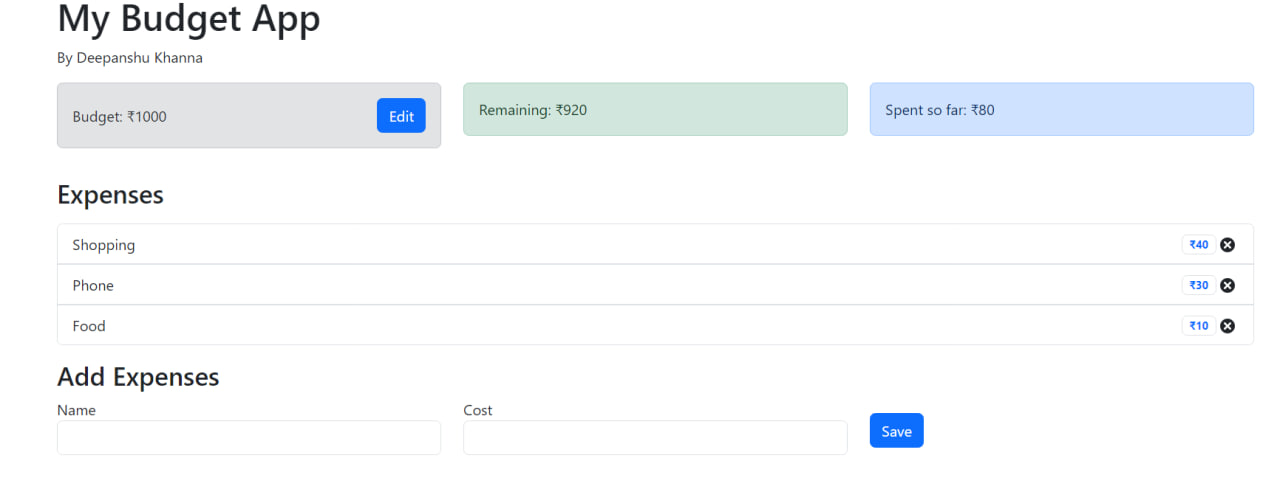 My Budget App
By Deepanshu Khanna
Budget: ₹1000 Edit Remaining: ₹920 Spent so far: ₹80
Expenses
Shopping ₹40
Phone ₹30
Food ₹10
Add Expenses
Name Cost
Save